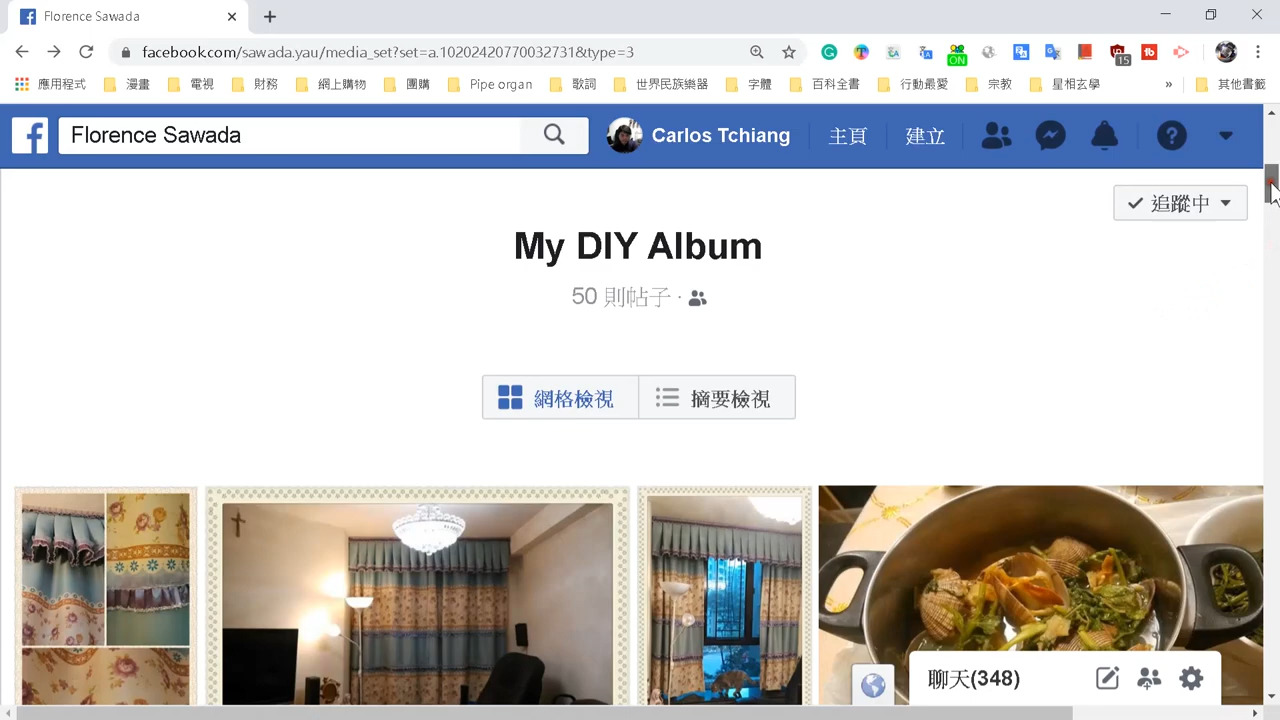 Florence Sawada
facebook.com/sawada.yau/media_set?set=a.10202420770032731&type=3
ON
15
應用程式 漫畫 電視 財務 網上購物 團購 Pipe organ 歌詞 世界民族樂器 字體 百科全書 行動最愛 宗教 星相玄學 » 其他書籤
Florence Sawada Carlos Tchiang 主頁 建立
追蹤中
My DIY Album
50 則帖子 ·
網格檢視 摘要檢視
聊天(348)